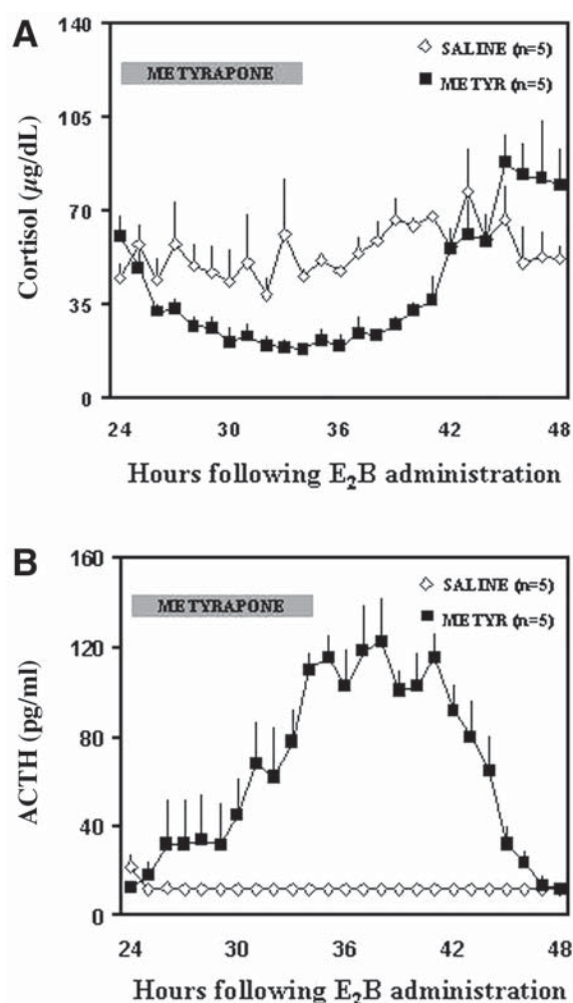 A
140
105
70
35
0
Cortisol (µg/dL)
METYRAPONE
SALINE (n=5)
METYR (n=5)
24 30 36 42 48
Hours following E₂B administration
B
160
120
80
40
0
ACTH (pg/ml)
METYRAPONE
SALINE (n=5)
METYR (n=5)
24 30 36 42 48
Hours following E₂B administration